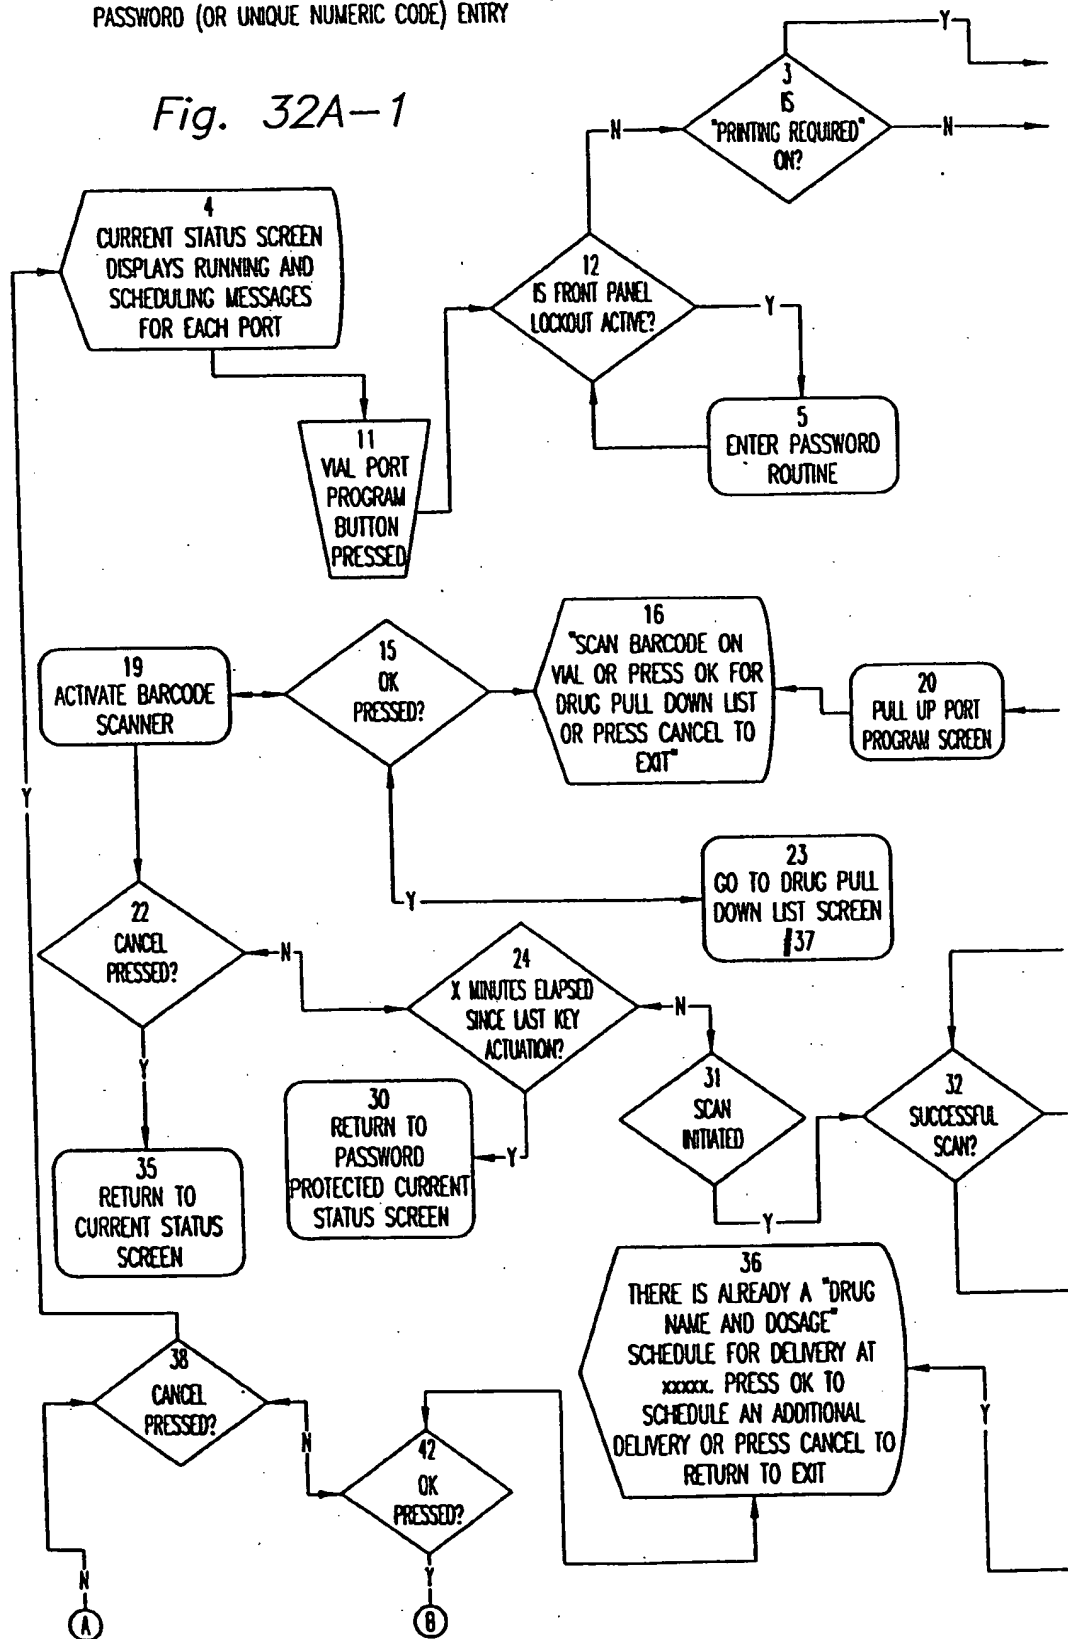 PASSWORD (OR UNIQUE NUMERIC CODE) ENTRY
Fig. 32A-1
Y
3
IS
"PRINTING REQUIRED"
ON?
N
N
4
CURRENT STATUS SCREEN
DISPLAYS RUNNING AND
SCHEDULING MESSAGES
FOR EACH PORT
12
IS FRONT PANEL
LOCKOUT ACTIVE?
Y
5
ENTER PASSWORD
ROUTINE
11
VIAL PORT
PROGRAM
BUTTON
PRESSED
19
ACTIVATE BARCODE
SCANNER
15
OK
PRESSED?
16
"SCAN BARCODE ON
VIAL OR PRESS OK FOR
DRUG PULL DOWN LIST
OR PRESS CANCEL TO
EXIT"
20
PULL UP PORT
PROGRAM SCREEN
Y
Y
23
GO TO DRUG PULL
DOWN LIST SCREEN
#37
22
CANCEL
PRESSED?
N
24
X MINUTES ELAPSED
SINCE LAST KEY
ACTUATION?
N
31
SCAN
INITIATED
32
SUCCESSFUL
SCAN?
Y
30
RETURN TO
PASSWORD
PROTECTED CURRENT
STATUS SCREEN
Y
Y
35
RETURN TO
CURRENT STATUS
SCREEN
36
THERE IS ALREADY A "DRUG
NAME AND DOSAGE"
SCHEDULE FOR DELIVERY AT
xxxxx. PRESS OK TO
SCHEDULE AN ADDITIONAL
DELIVERY OR PRESS CANCEL TO
RETURN TO EXIT
Y
38
CANCEL
PRESSED?
N
42
OK
PRESSED?
N
Y
A
B